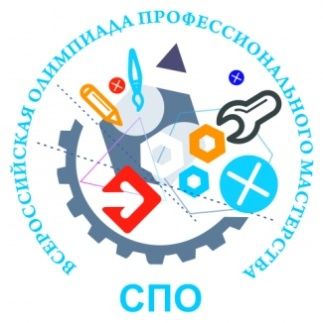 ВСЕРОССИЙСКАЯ ОЛИМПИАДА ПРОФЕССИОНАЛЬНОГО МАСТЕРСТВА
СПО